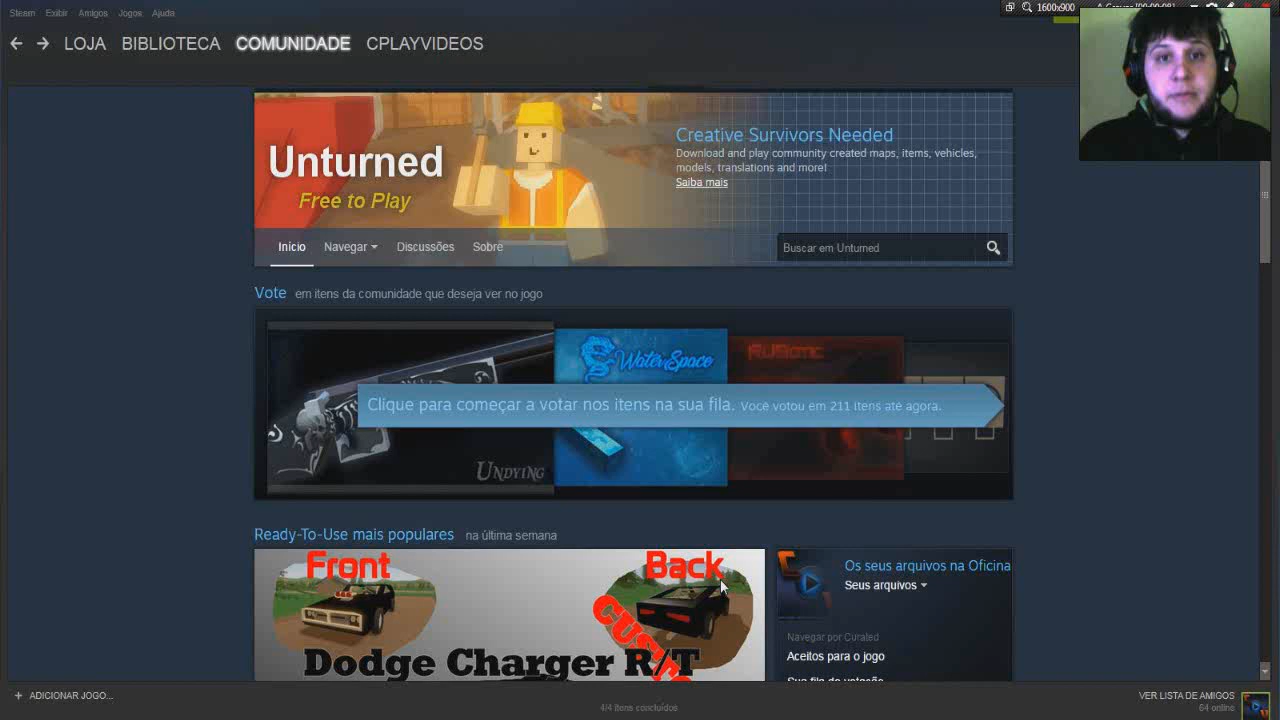 Steam Exibir Amigos Jogos Ajuda
1600x900
LOJA BIBLIOTECA COMUNIDADE CPLAYVIDEOS
Unturned
Free to Play
Creative Survivors Needed
Download and play community created maps, items, vehicles,
models, translations and more!
Saiba mais
Início Navegar Discussões Sobre
Buscar em Unturned
Vote em itens da comunidade que deseja ver no jogo
WaterSpace
Clique para começar a votar nos itens na sua fila. Você votou em 211 itens até agora.
UNDYING
Ready-To-Use mais populares na última semana
Front
Back
Dodge Charger R/T
Os seus arquivos na Oficina
Seus arquivos
Navegar por Curated
Aceitos para o jogo
Sua fila de votação
+ ADICIONAR JOGO...
4/4 itens concluídos
VER LISTA DE AMIGOS
64 online